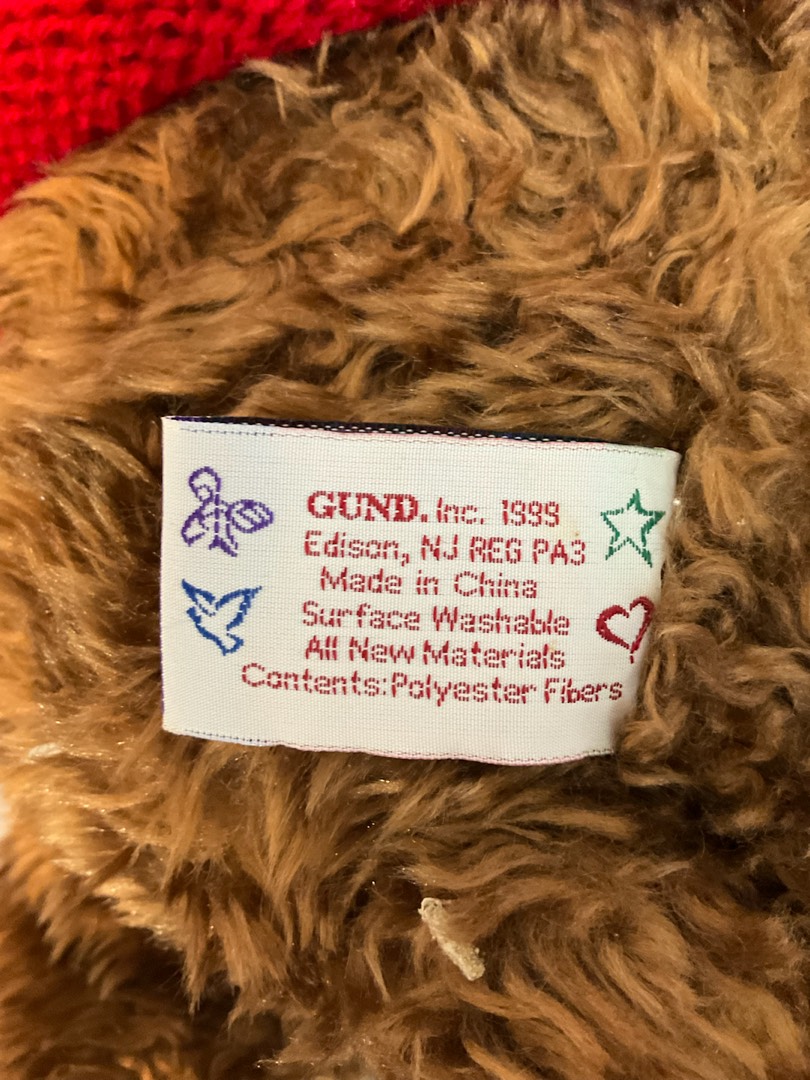 GUND. Inc. 1999
Edison, NJ REG PA3
Made in China
Surface Washable
All New Materials
Contents:Polyester Fibers